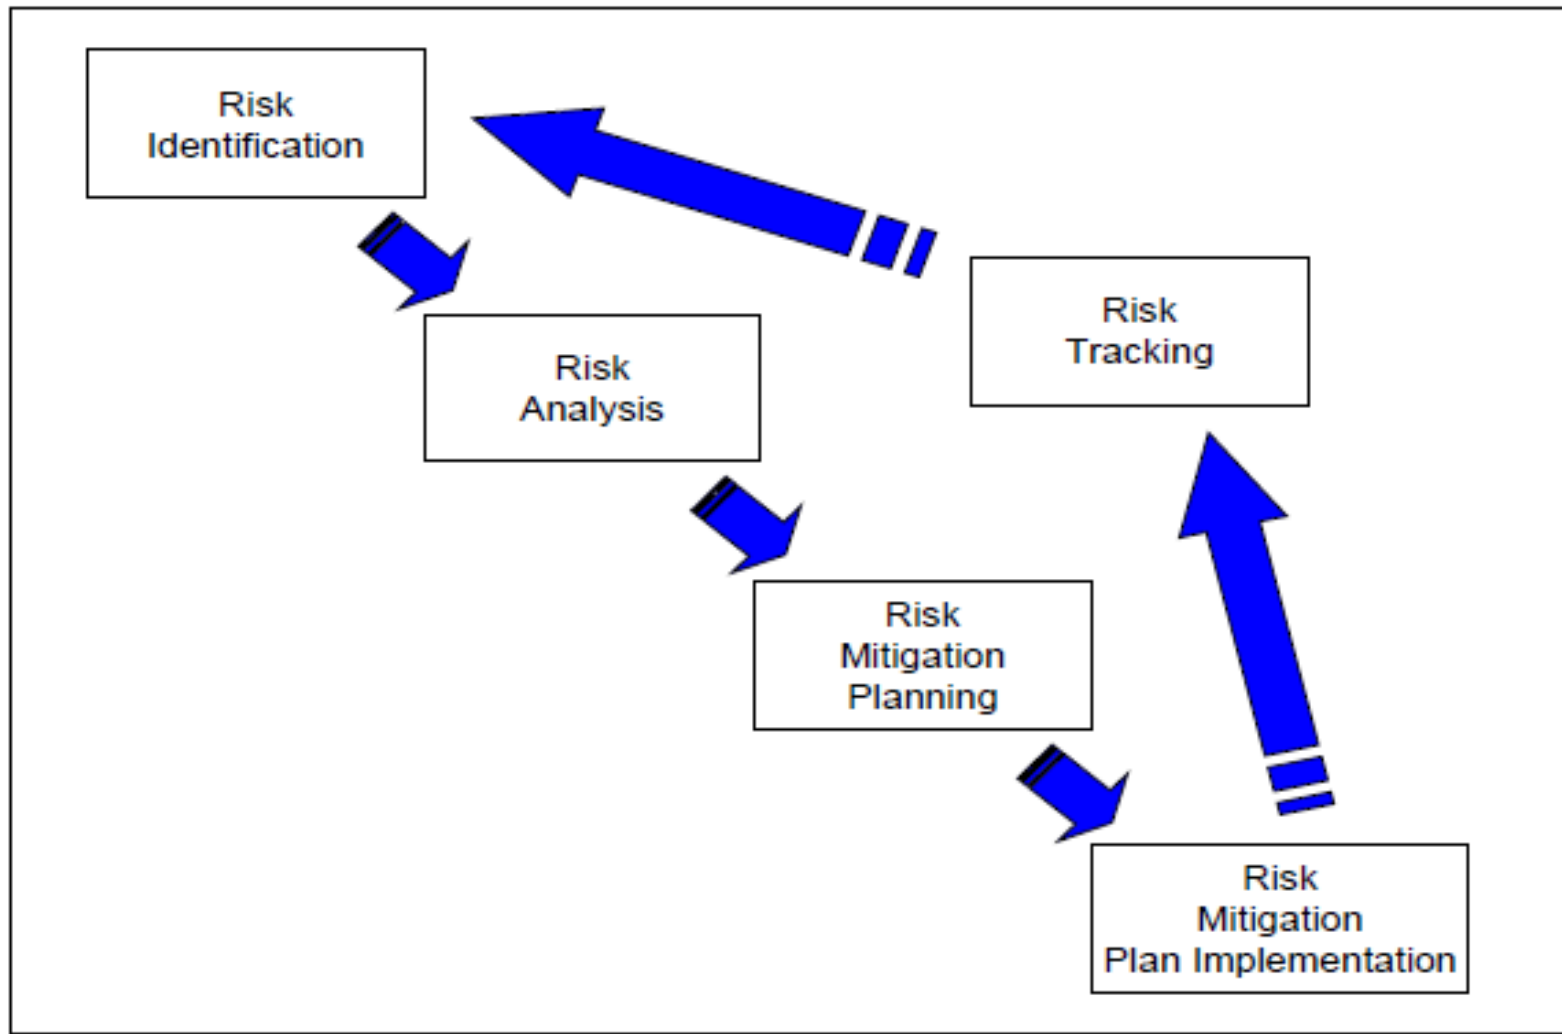 Risk
Identification
Risk
Tracking
Risk
Analysis
Risk
Mitigation
Planning
Risk
Mitigation
Plan Implementation